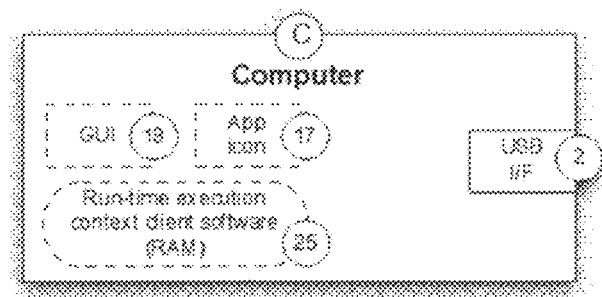 C
Computer
GUI
19
App
icon
17
USB
I/F
2
Run-time execution
context client software
(RAM)
25